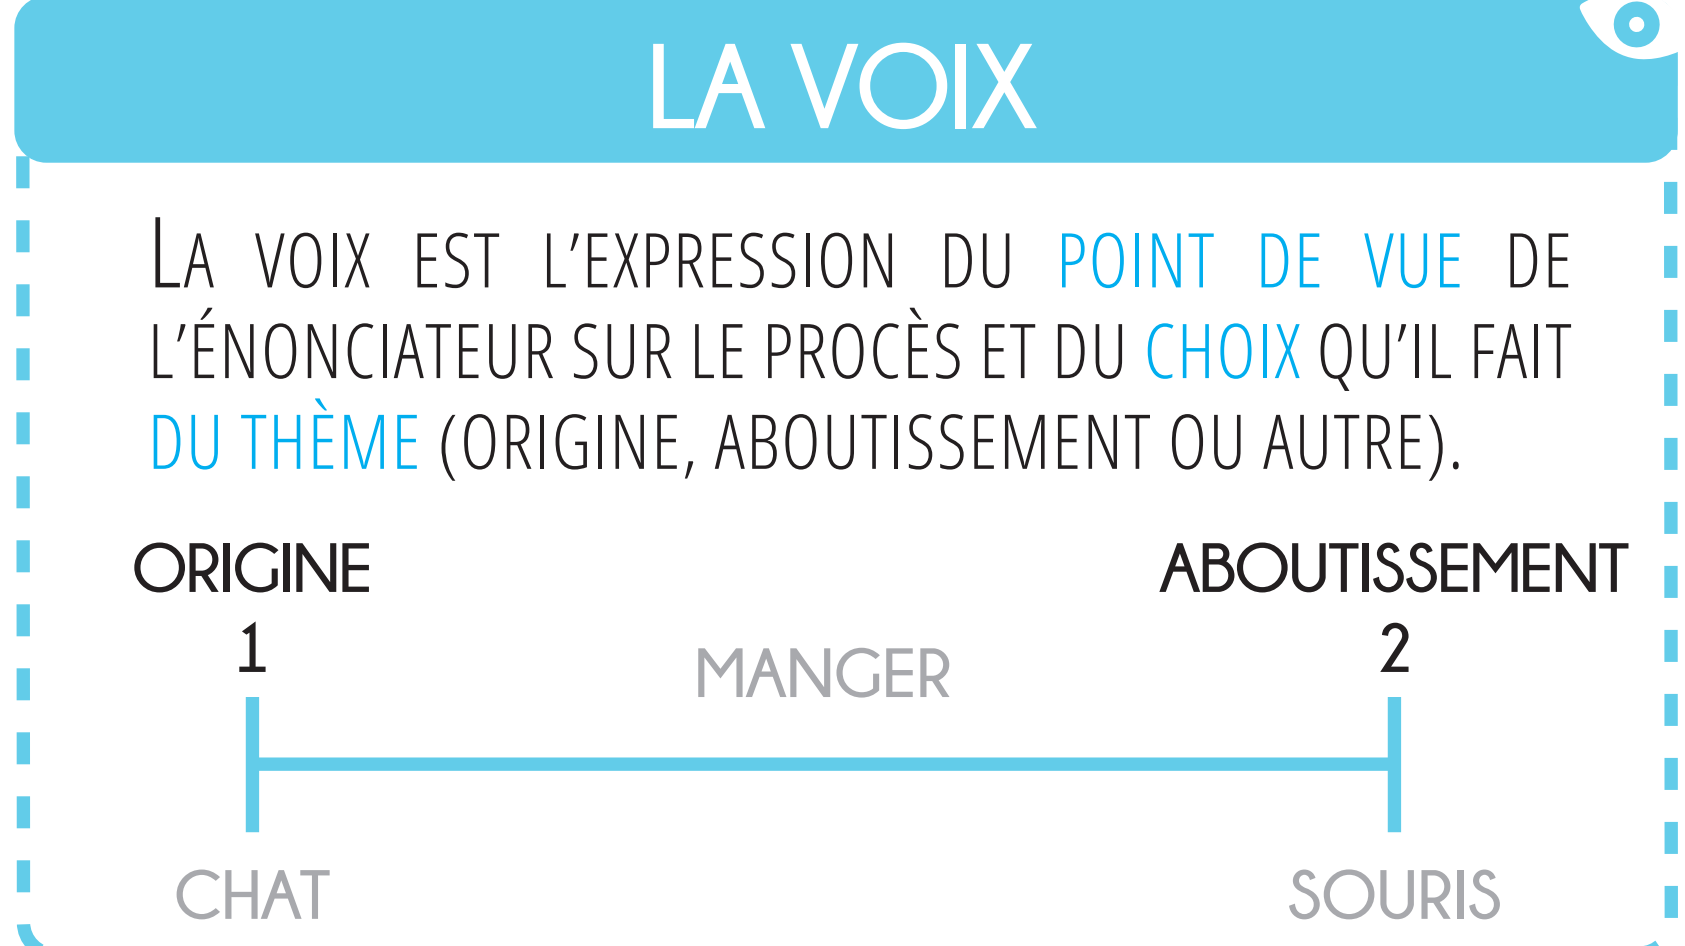 LA VOIX
LA VOIX EST L'EXPRESSION DU POINT DE VUE DE
L'ÉNONCIATEUR SUR LE PROCÈS ET DU CHOIX QU'IL FAIT
DU THÈME (ORIGINE, ABOUTISSEMENT OU AUTRE).
ORIGINE ABOUTISSEMENT
1 2
MANGER
CHAT SOURIS